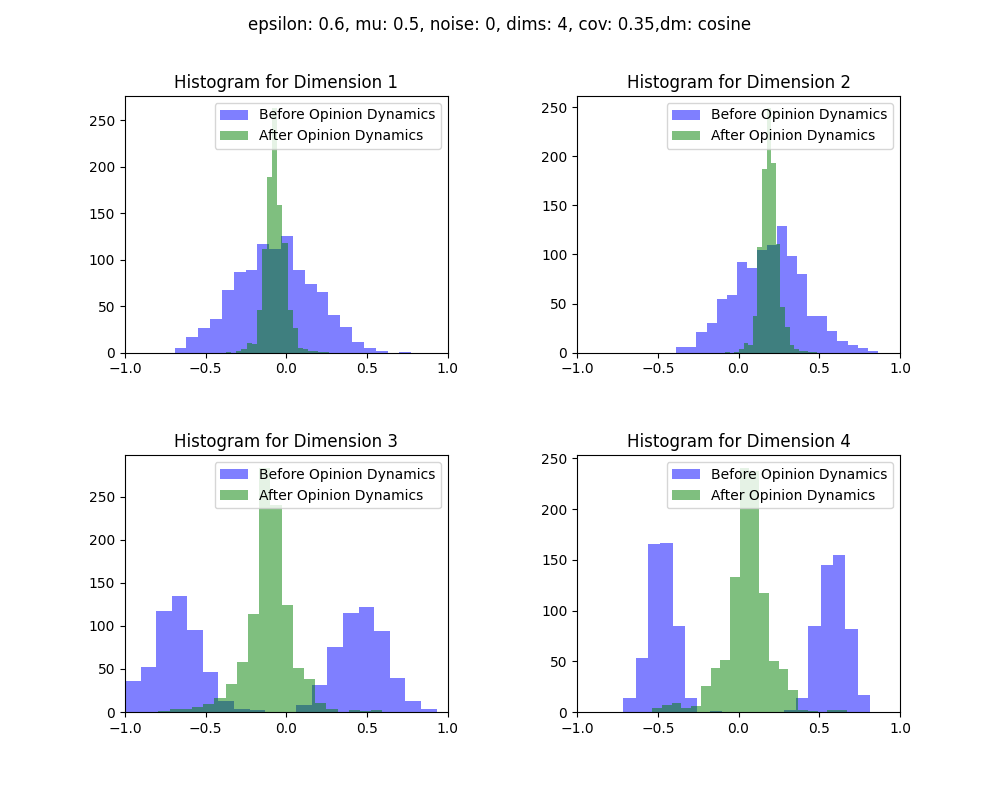 epsilon: 0.6, mu: 0.5, noise: 0, dims: 4, cov: 0.35,dm: cosine
Histogram for Dimension 1
Before Opinion Dynamics
After Opinion Dynamics
250
200
150
100
50
0
−1.0 −0.5 0.0 0.5 1.0
Histogram for Dimension 2
Before Opinion Dynamics
After Opinion Dynamics
250
200
150
100
50
0
−1.0 −0.5 0.0 0.5 1.0
Histogram for Dimension 3
Before Opinion Dynamics
After Opinion Dynamics
250
200
150
100
50
0
−1.0 −0.5 0.0 0.5 1.0
Histogram for Dimension 4
Before Opinion Dynamics
After Opinion Dynamics
250
200
150
100
50
0
−1.0 −0.5 0.0 0.5 1.0